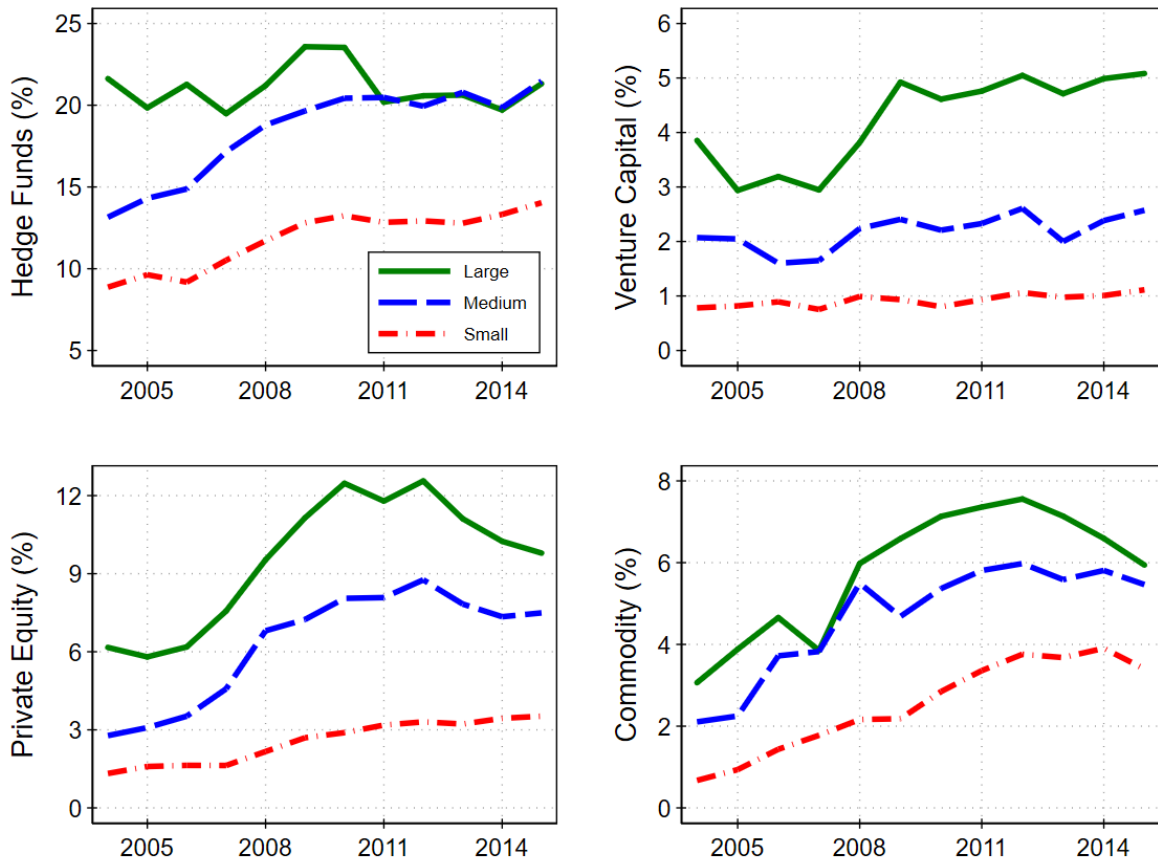 Hedge Funds (%)
25
20
15
10
5
Large
Medium
Small
2005 2008 2011 2014
Venture Capital (%)
6
5
4
3
2
1
0
2005 2008 2011 2014
Private Equity (%)
12
9
6
3
0
2005 2008 2011 2014
Commodity (%)
8
6
4
2
0
2005 2008 2011 2014